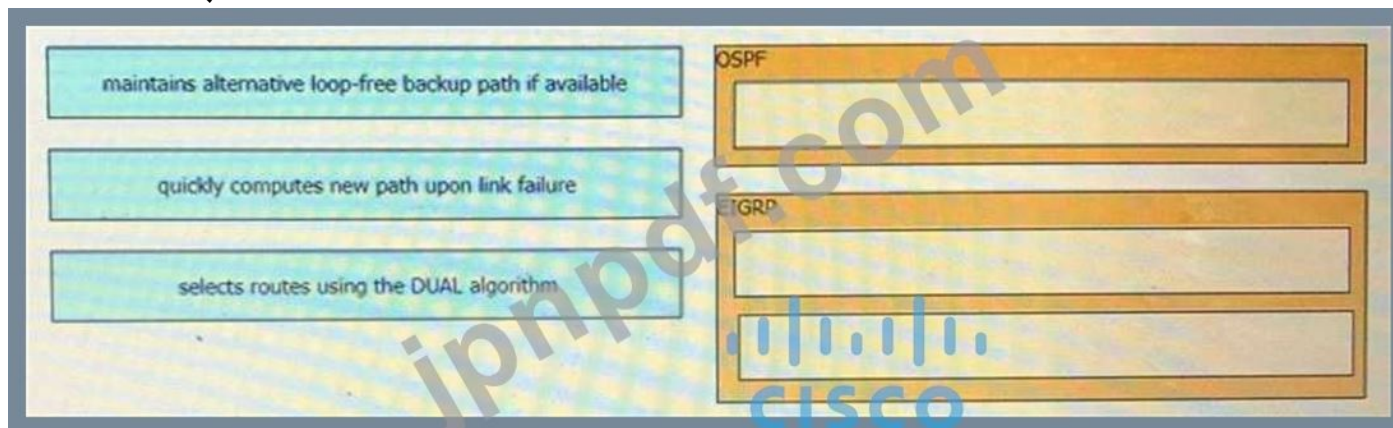 maintains alternative loop-free backup path if available
quickly computes new path upon link failure
selects routes using the DUAL algorithm
OSPF
EIGRP
jpnpdf.com
CISCO